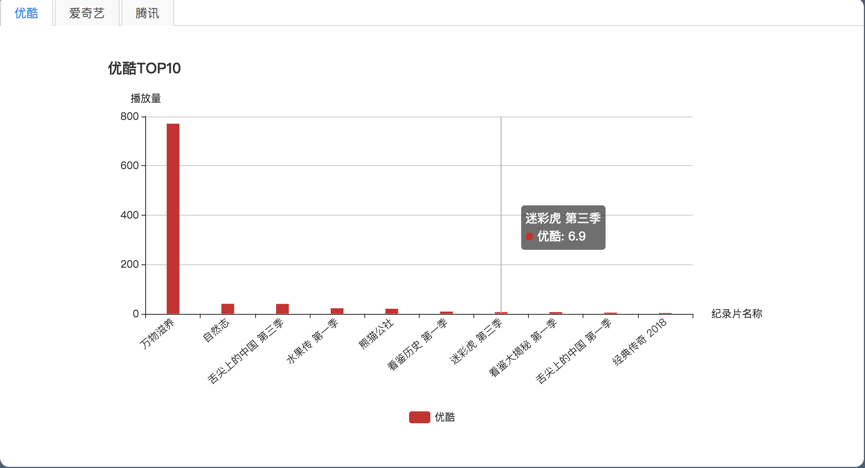 优酷
爱奇艺
腾讯
优酷TOP10
播放量
800
600
400
200
0
迷彩虎 第三季
优酷: 6.9
万物滋养
自然志
舌尖上的中国 第三季
水果传 第一季
熊猫公社
看鉴历史 第一季
迷彩虎 第三季
看鉴大揭秘 第一季
舌尖上的中国 第一季
经典传奇 2018
纪录片名称
优酷